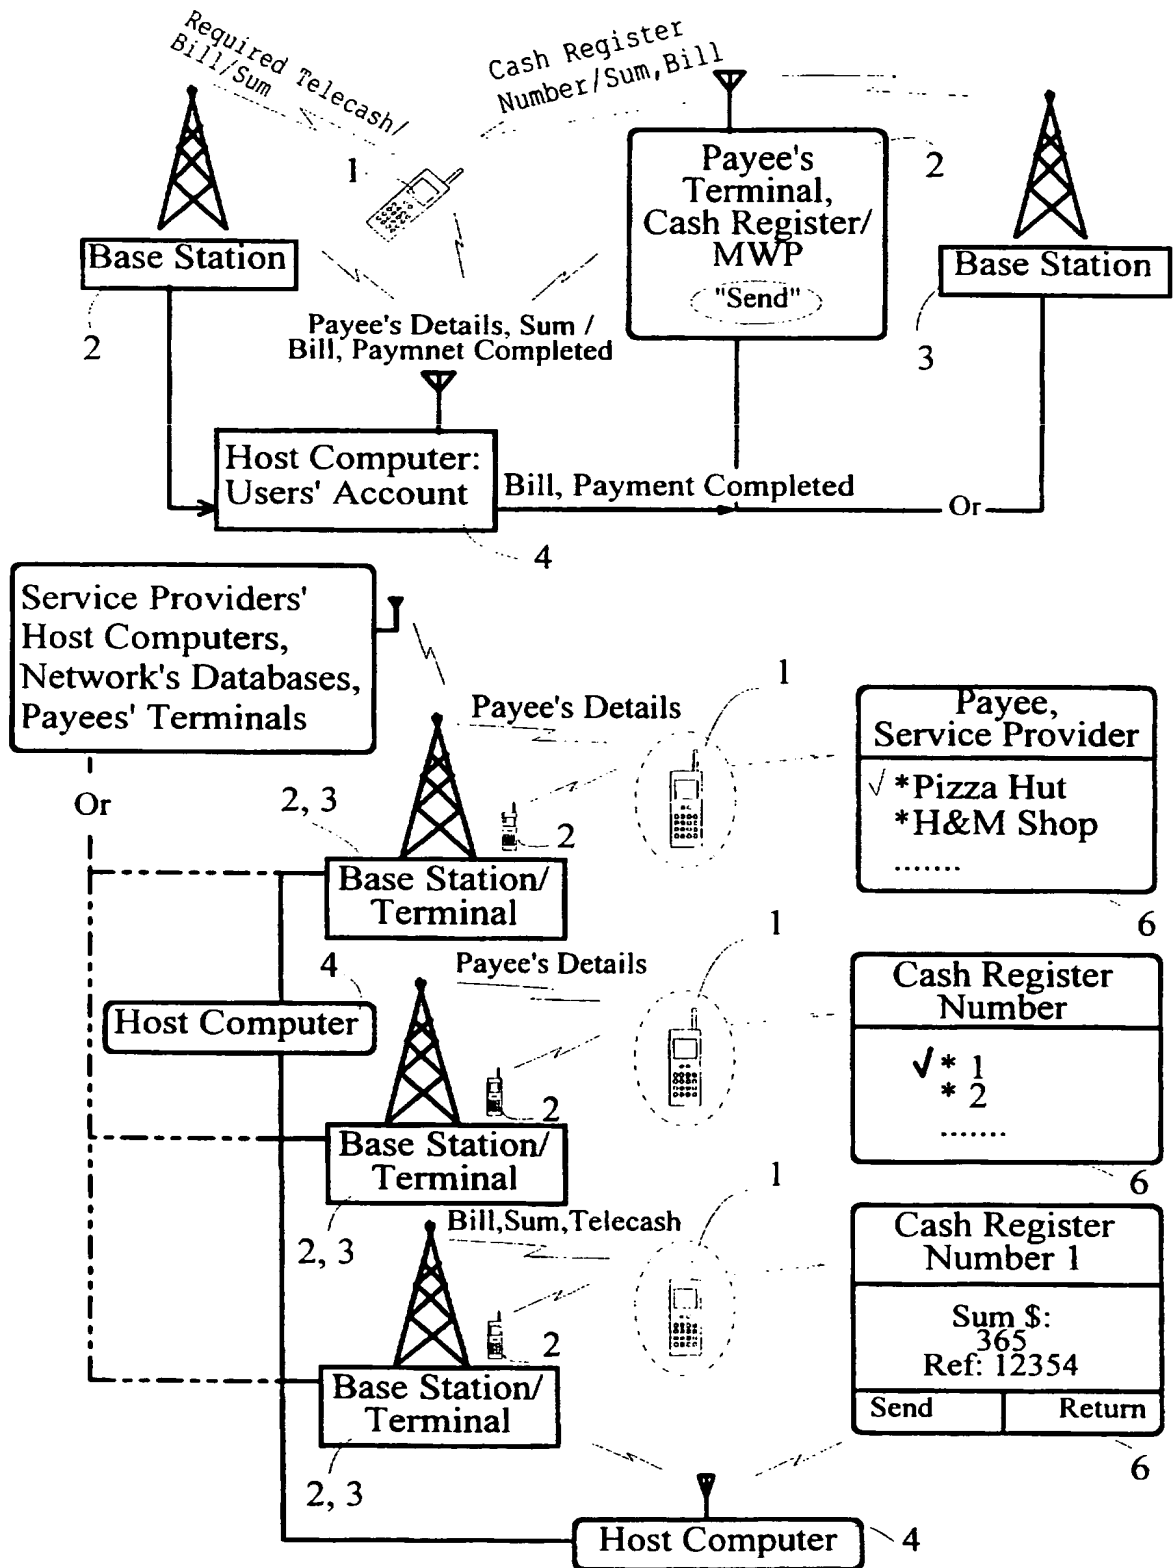 Required Telecash/
Bill/Sum
Cash Register
Number/Sum,Bill
1
Payee's
Terminal,
Cash Register/
MWP
"Send"
2
Base Station
2
Base Station
3
Payee's Details, Sum /
Bill, Paymnet Completed
Host Computer:
Users' Account
Bill, Payment Completed
Or
4
Service Providers'
Host Computers,
Network's Databases,
Payees' Terminals
Or
Payee's Details
1
2, 3
2
Base Station/
Terminal
Payee,
Service Provider
✓ *Pizza Hut
*H&M Shop
.......
6
4
Host Computer
Payee's Details
1
2
Base Station/
Terminal
2, 3
Cash Register
Number
✓ * 1
* 2
.......
6
Bill,Sum,Telecash
1
2
Base Station/
Terminal
2, 3
Cash Register
Number 1
Sum $:
365
Ref: 12354
Send
Return
6
Host Computer
4